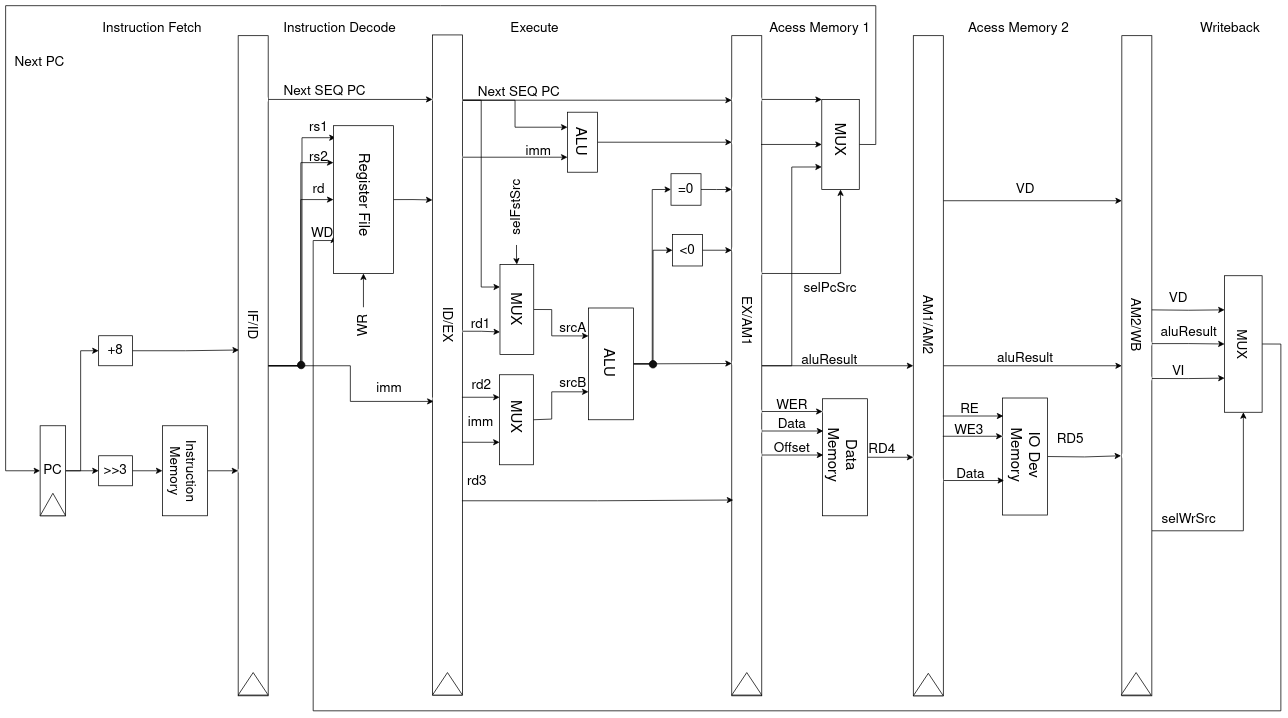 Instruction Fetch
Instruction Decode
Execute
Acess Memory 1
Acess Memory 2
Writeback
Next PC
PC
+8
>>3
Instruction
Memory
IF/ID
Next SEQ PC
rs1
rs2
rd
WD
Register File
WR
imm
ID/EX
Next SEQ PC
imm
ALU
selFstSrc
MUX
rd1
srcA
rd2
srcB
imm
MUX
ALU
rd3
=0
<0
EX/AM1
MUX
selPcSrc
aluResult
WER
Data
Offset
Data
Memory
RD4
AM1/AM2
VD
aluResult
RE
WE3
Data
IO Dev
Memory
RD5
AM2/WB
VD
aluResult
VI
MUX
selWrSrc